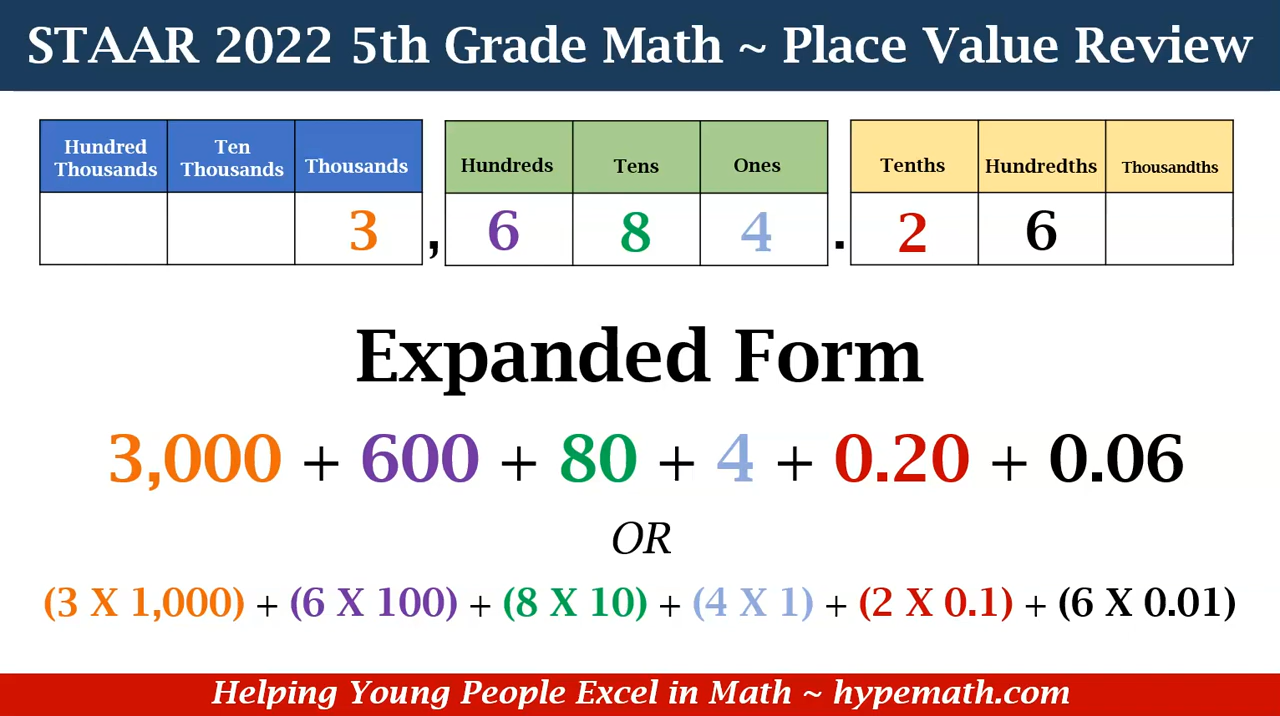 STAAR 2022 5th Grade Math ~ Place Value Review
Hundred Thousands Ten Thousands Thousands Hundreds Tens Ones Tenths Hundredths Thousandths
3 , 6 8 4 . 2 6
Expanded Form
3,000 + 600 + 80 + 4 + 0.20 + 0.06
OR
(3 X 1,000) + (6 X 100) + (8 X 10) + (4 X 1) + (2 X 0.1) + (6 X 0.01)
Helping Young People Excel in Math ~ hypemath.com